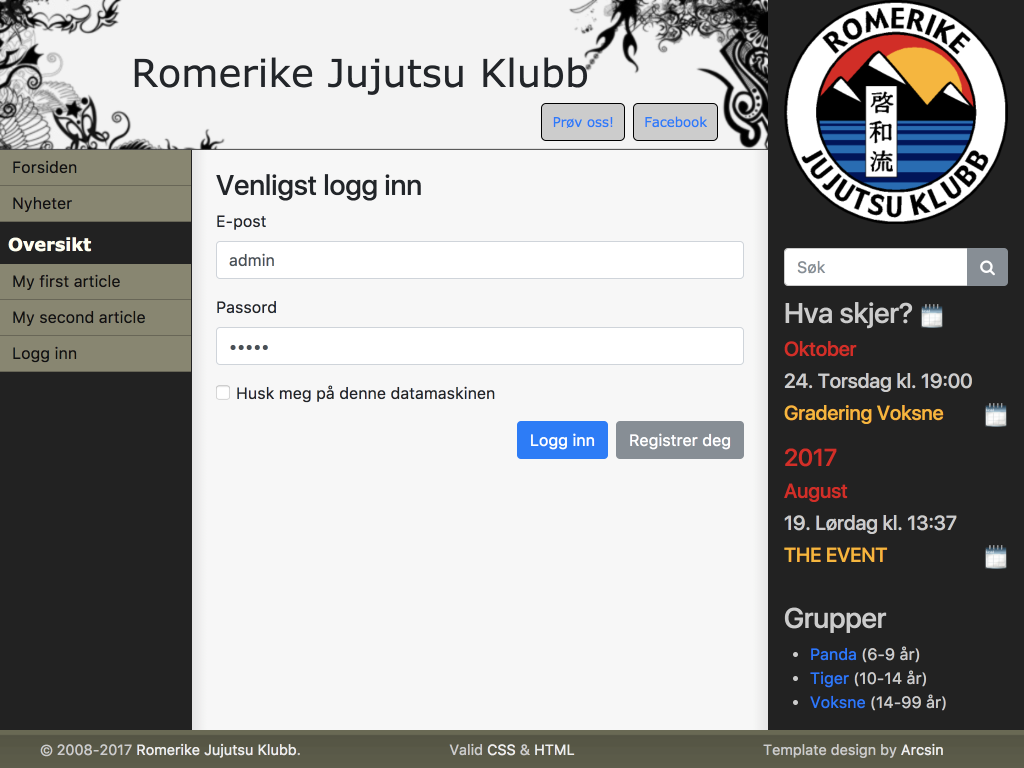 Romerike Jujutsu Klubb
Prøv oss!
Facebook
Forsiden
Nyheter
Oversikt
My first article
My second article
Logg inn
Venligst logg inn
E-post
admin
Passord
•••••
Husk meg på denne datamaskinen
Logg inn
Registrer deg
ROMERIKE
啓和流
JUJUTSU KLUBB
Søk
Hva skjer?
Oktober
24. Torsdag kl. 19:00
Gradering Voksne
2017
August
19. Lørdag kl. 13:37
THE EVENT
Grupper
• Panda (6-9 år)
• Tiger (10-14 år)
• Voksne (14-99 år)
© 2008-2017 Romerike Jujutsu Klubb.
Valid CSS & HTML
Template design by Arcsin